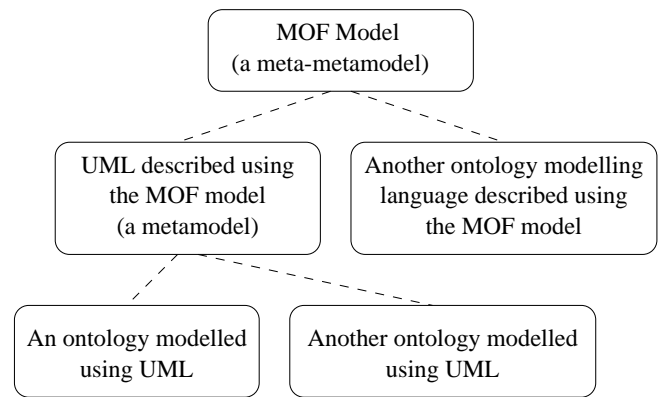 MOF Model
(a meta-metamodel)
UML described using
the MOF model
(a metamodel)
Another ontology modelling
language described using
the MOF model
An ontology modelled
using UML
Another ontology modelled
using UML